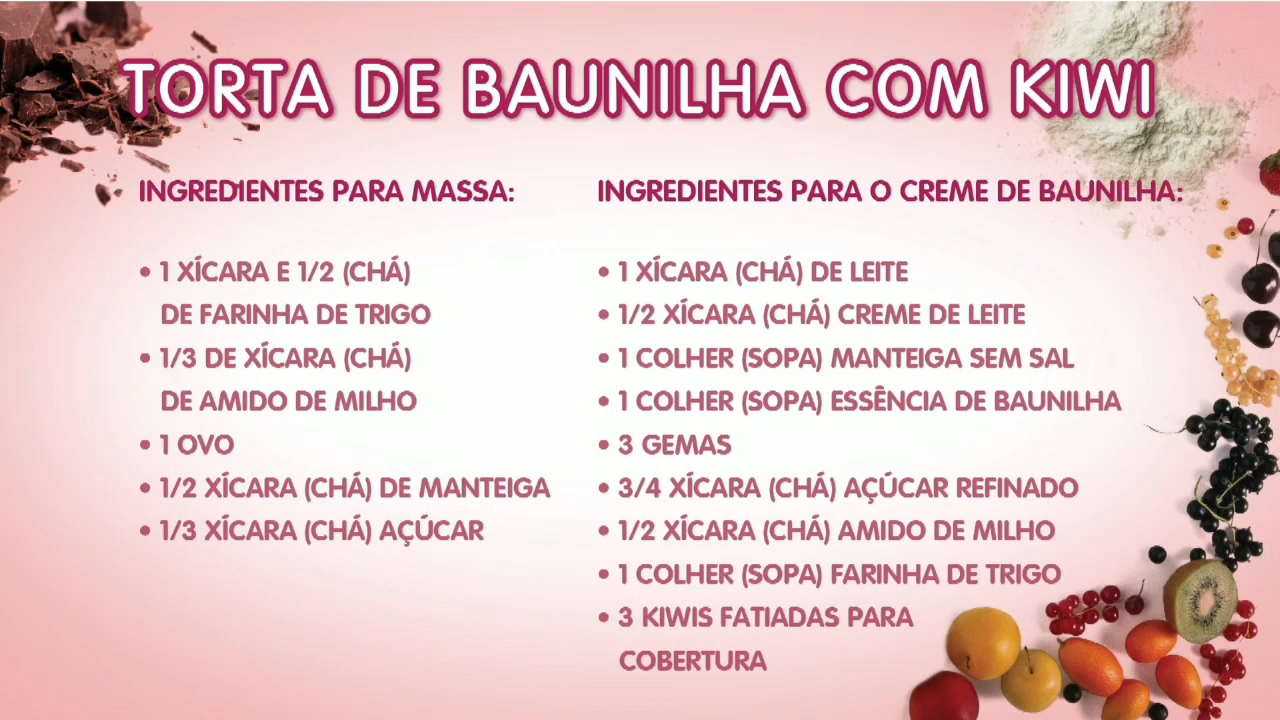 TORTA DE BAUNILHA COM KIWI
INGREDIENTES PARA MASSA:
• 1 XÍCARA E 1/2 (CHÁ)
DE FARINHA DE TRIGO
• 1/3 DE XÍCARA (CHÁ)
DE AMIDO DE MILHO
• 1 OVO
• 1/2 XÍCARA (CHÁ) DE MANTEIGA
• 1/3 XÍCARA (CHÁ) AÇÚCAR
INGREDIENTES PARA O CREME DE BAUNILHA:
• 1 XÍCARA (CHÁ) DE LEITE
• 1/2 XÍCARA (CHÁ) CREME DE LEITE
• 1 COLHER (SOPA) MANTEIGA SEM SAL
• 1 COLHER (SOPA) ESSÊNCIA DE BAUNILHA
• 3 GEMAS
• 3/4 XÍCARA (CHÁ) AÇÚCAR REFINADO
• 1/2 XÍCARA (CHÁ) AMIDO DE MILHO
• 1 COLHER (SOPA) FARINHA DE TRIGO
• 3 KIWIS FATIADAS PARA
COBERTURA